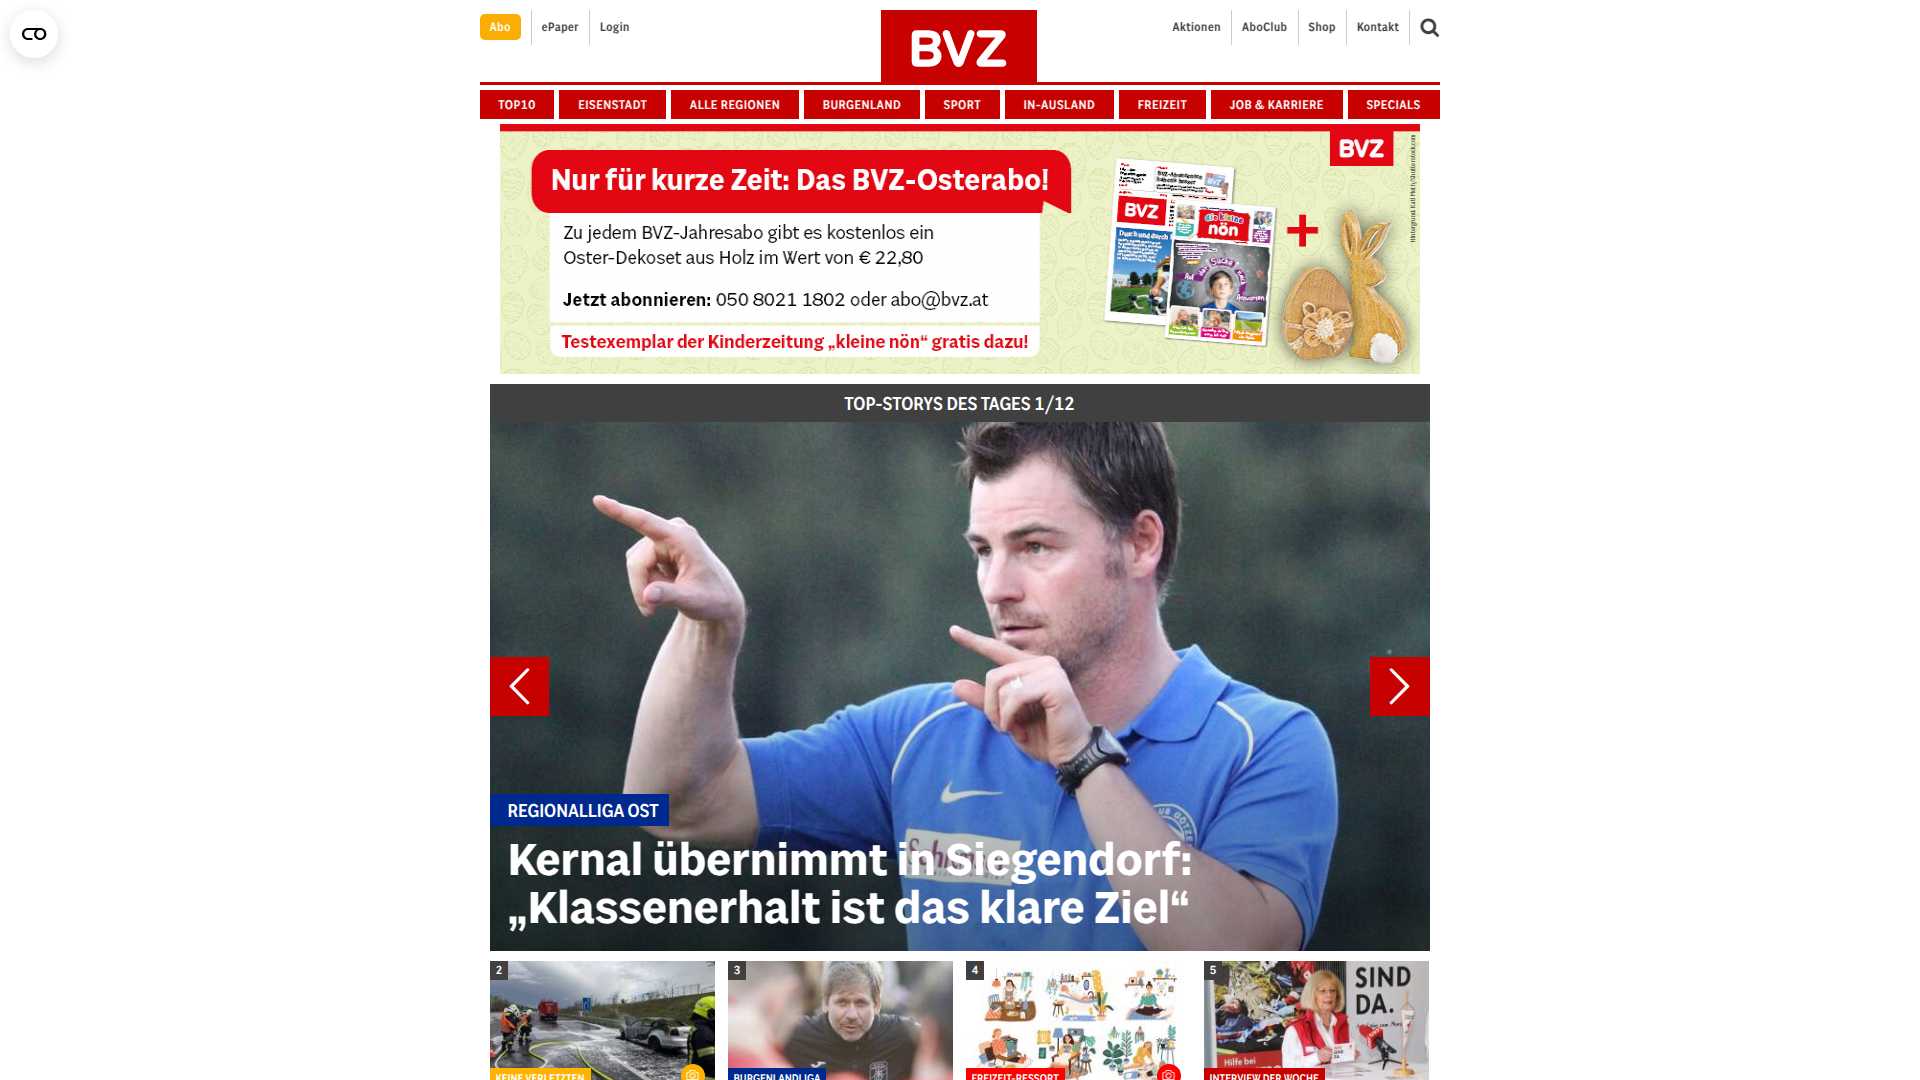 Abo
ePaper
Login
BVZ
Aktionen
AboClub
Shop
Kontakt
TOP10
EISENSTADT
ALLE REGIONEN
BURGENLAND
SPORT
IN-AUSLAND
FREIZEIT
JOB & KARRIERE
SPECIALS
BVZ
Nur für kurze Zeit: Das BVZ-Osterabo!
Zu jedem BVZ-Jahresabo gibt es kostenlos ein
Oster-Dekoset aus Holz im Wert von € 22,80
Jetzt abonnieren: 050 8021 1802 oder abo@bvz.at
Testexemplar der Kinderzeitung „kleine nön“ gratis dazu!
BVZ
die kleine
nön
+
TOP-STORYS DES TAGES 1/12
REGIONALLIGA OST
Kernal übernimmt in Siegendorf:
„Klassenerhalt ist das klare Ziel“
2
3
4
5
SIND
DA.
Hilfe bei
KEINE VERLETZTEN
BURGENLANDLIGA
FREIZEIT-RESSORT
INTERVIEW DER WOCHE